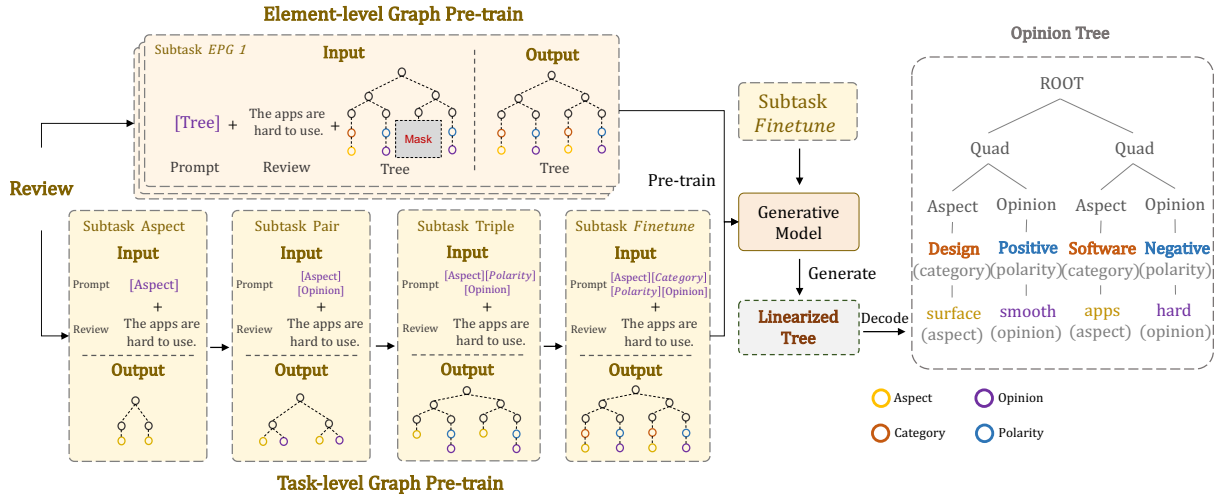 Element-level Graph Pre-train
Subtask EPG 1
Input
Output
[Tree] + The apps are hard to use. +
Mask
Prompt
Review
Tree
Tree
Review
Subtask Aspect
Input
Prompt
[Aspect]
+
Review
The apps are
hard to use.
Output
Subtask Pair
Input
Prompt
[Aspect]
[Opinion]
+
Review
The apps are
hard to use.
Output
Subtask Triple
Input
Prompt
[Aspect][Polarity]
[Opinion]
+
Review
The apps are
hard to use.
Output
Subtask Finetune
Input
Prompt
[Aspect][Category]
[Polarity][Opinion]
+
Review
The apps are
hard to use.
Output
Task-level Graph Pre-train
Pre-train
Subtask
Finetune
Generative
Model
Generate
Linearized
Tree
Decode
Opinion Tree
ROOT
Quad Quad
Aspect Opinion Aspect Opinion
Design Positive Software Negative
(category) (polarity) (category) (polarity)
surface smooth apps hard
(aspect) (opinion) (aspect) (opinion)
Aspect Opinion
Category Polarity